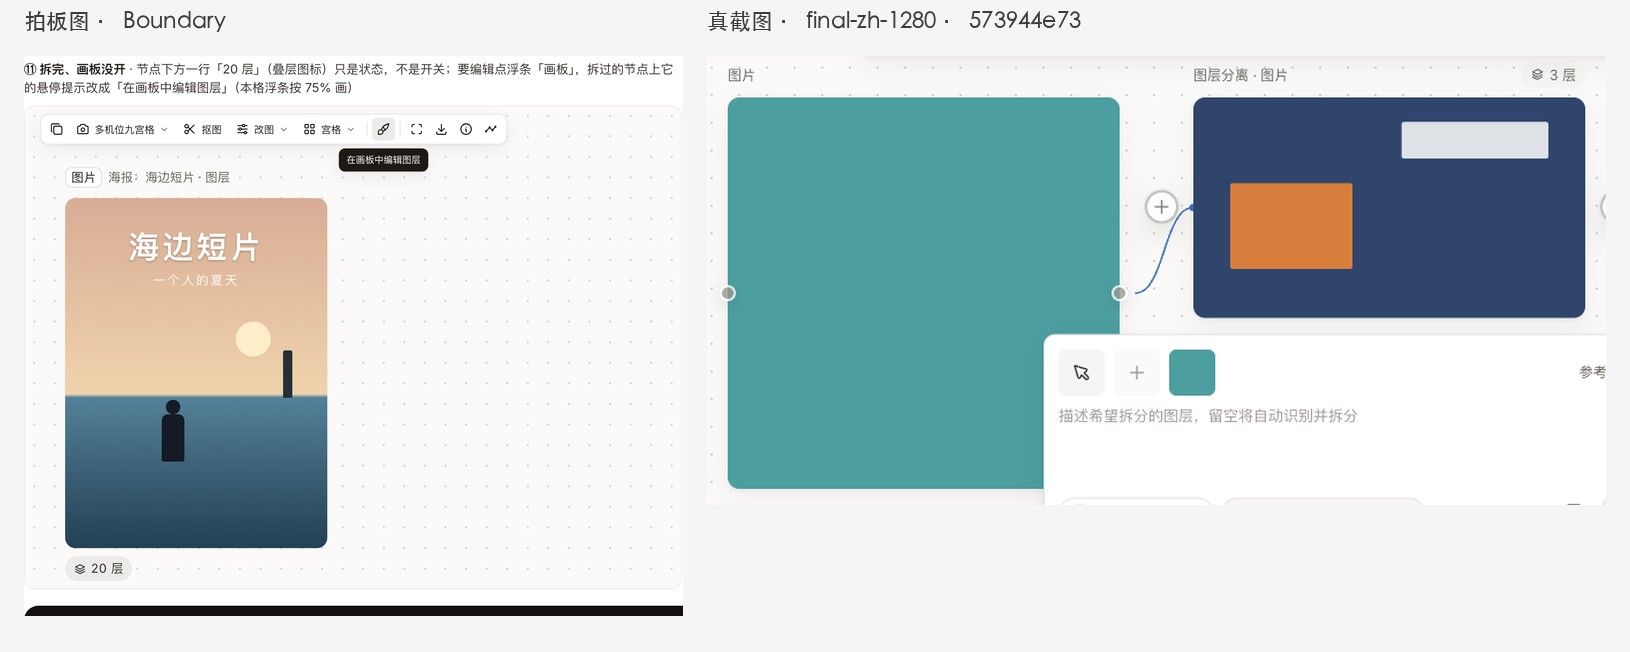 拍板图 · Boundary
⑪ 拆完、画板没开 · 节点下方一行「20 层」（叠层图标）只是状态，不是开关；要编辑点浮条「画板」，拆过的节点上它
的悬停提示改成「在画板中编辑图层」（本格浮条按 75% 画）
多机位九宫格 抠图 改图 宫格
在画板中编辑图层
图片 海报：海边短片 · 图层
海边短片
一个人的夏天
20 层
真截图 · final-zh-1280 · 573944e73
图片
图层分离 · 图片 3 层
参考
描述希望拆分的图层，留空将自动识别并拆分